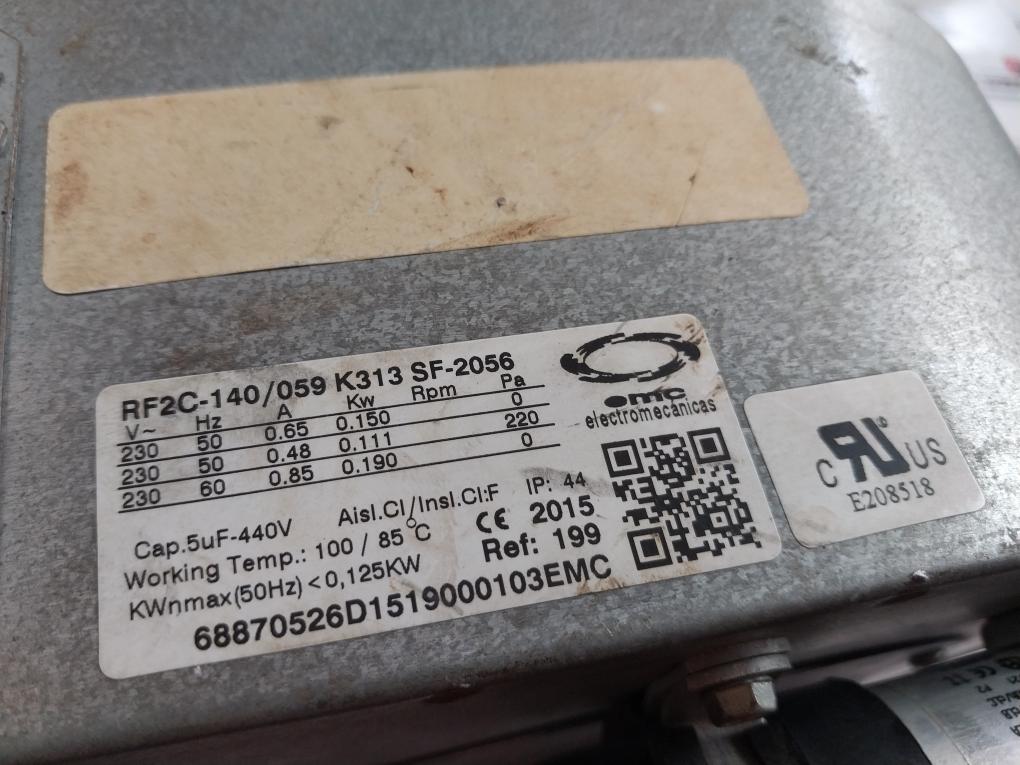 RF2C-140/059 K313 SF-2056
V~ Hz A Kw Rpm Pa
230 50 0.65 0.150 0
230 50 0.48 0.111 220
230 60 0.85 0.190 0
Cap.5uF-440V Aisl.Cl/Insl.Cl:F IP: 44
Working Temp.: 100 / 85°C CE 2015
KWnmax(50Hz)<0,125KW Ref: 199
68870526D1519000103EMC
emc
electromecánicas
C RU US
E208518